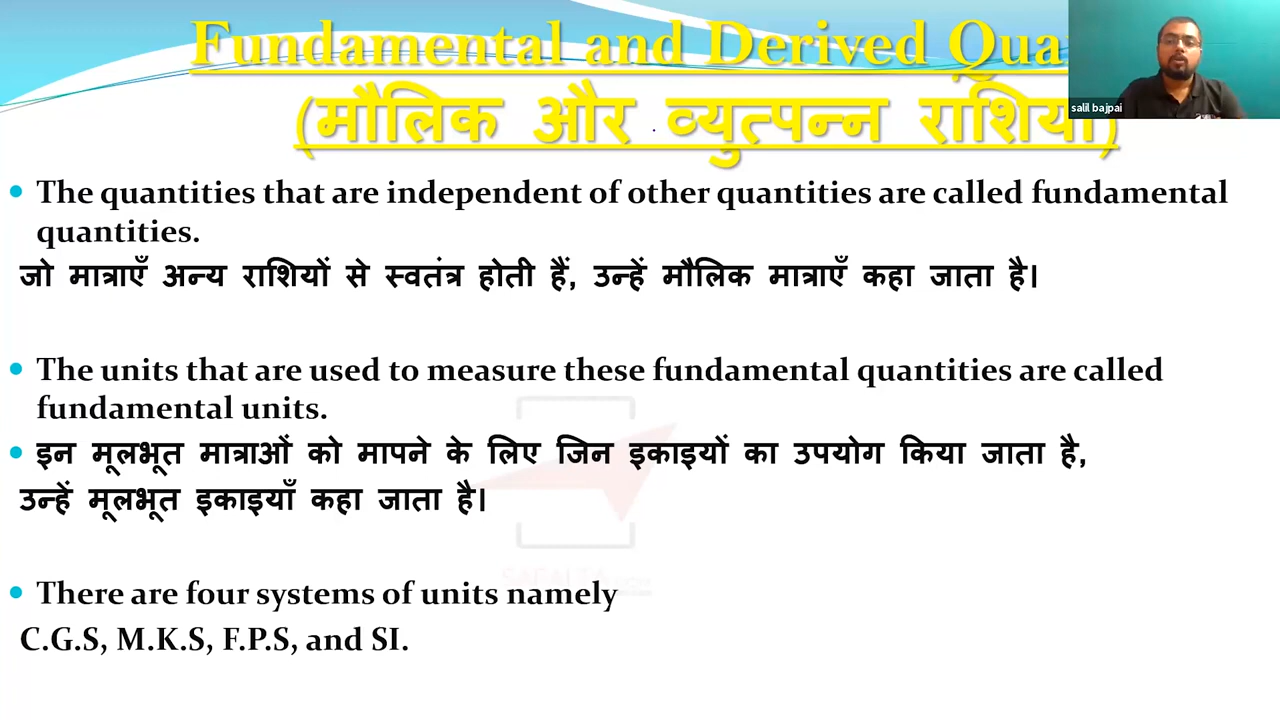 Fundamental and Derived
(मौलिक और व्युत्पन्न राशियां)
salil bajpai
The quantities that are independent of other quantities are called fundamental
quantities.
जो मात्राएँ अन्य राशियों से स्वतंत्र होती हैं, उन्हें मौलिक मात्राएँ कहा जाता है।
The units that are used to measure these fundamental quantities are called
fundamental units.
इन मूलभूत मात्राओं को मापने के लिए जिन इकाइयों का उपयोग किया जाता है,
उन्हें मूलभूत इकाइयाँ कहा जाता है।
There are four systems of units namely
C.G.S, M.K.S, F.P.S, and SI.